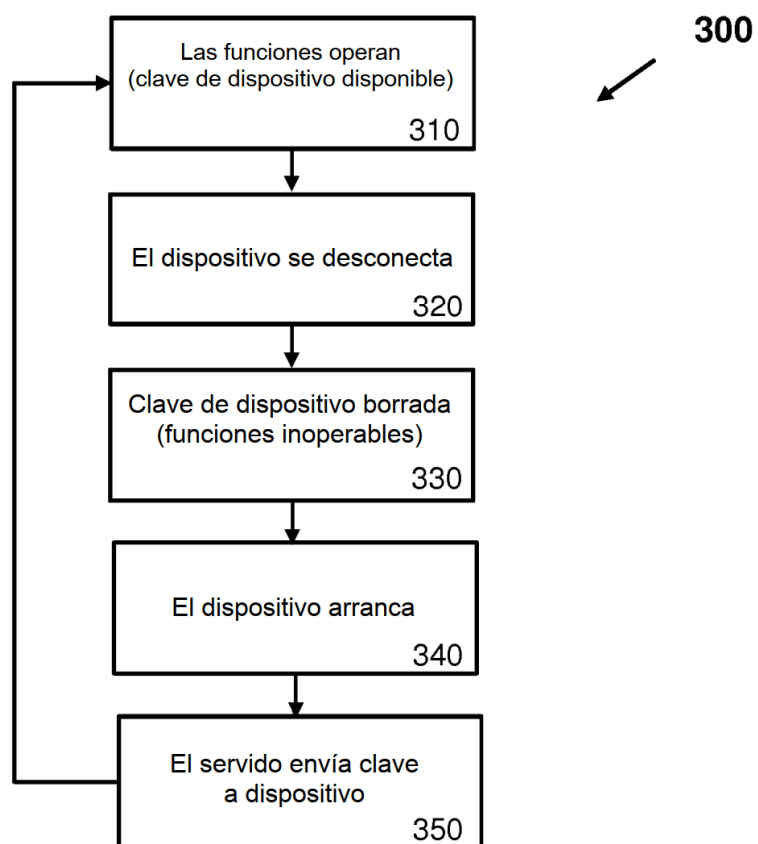 300
Las funciones operan
(clave de dispositivo disponible)
310
El dispositivo se desconecta
320
Clave de dispositivo borrada
(funciones inoperables)
330
El dispositivo arranca
340
El servido envía clave
a dispositivo
350